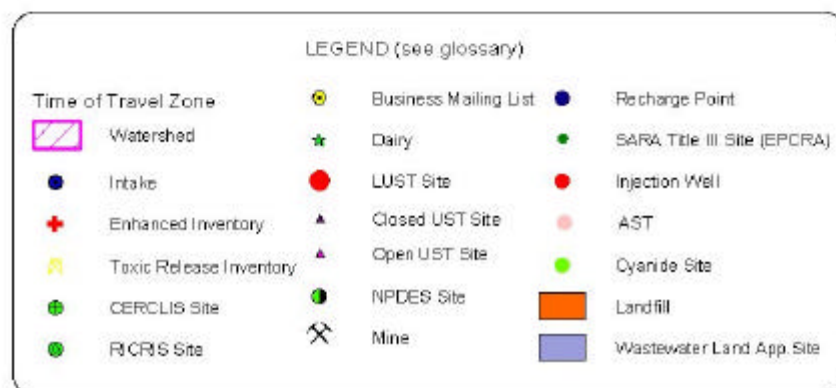 LEGEND (see glossary)
Time of Travel Zone
Watershed
Intake
Enhanced Inventory
Toxic Release Inventory
CERCLIS Site
RICRIS Site
Business Mailing List
Dairy
LUST Site
Closed UST Site
Open UST Site
NPDES Site
Mine
Recharge Point
SARA Title III Site (EPCRA)
Injection Well
AST
Cyanide Site
Landfill
Wastewater Land App. Site